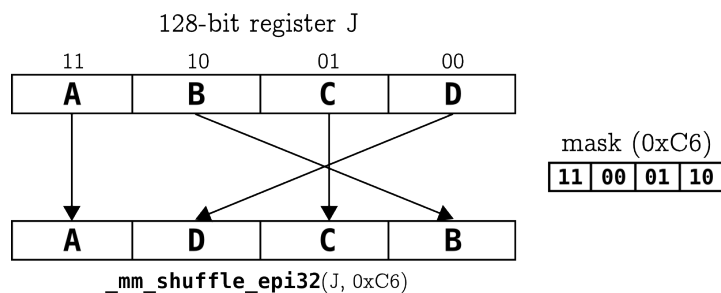 128-bit register J
11 10 01 00
A B C D
mask (0xC6)
11 00 01 10
A D C B
_mm_shuffle_epi32(J, 0xC6)